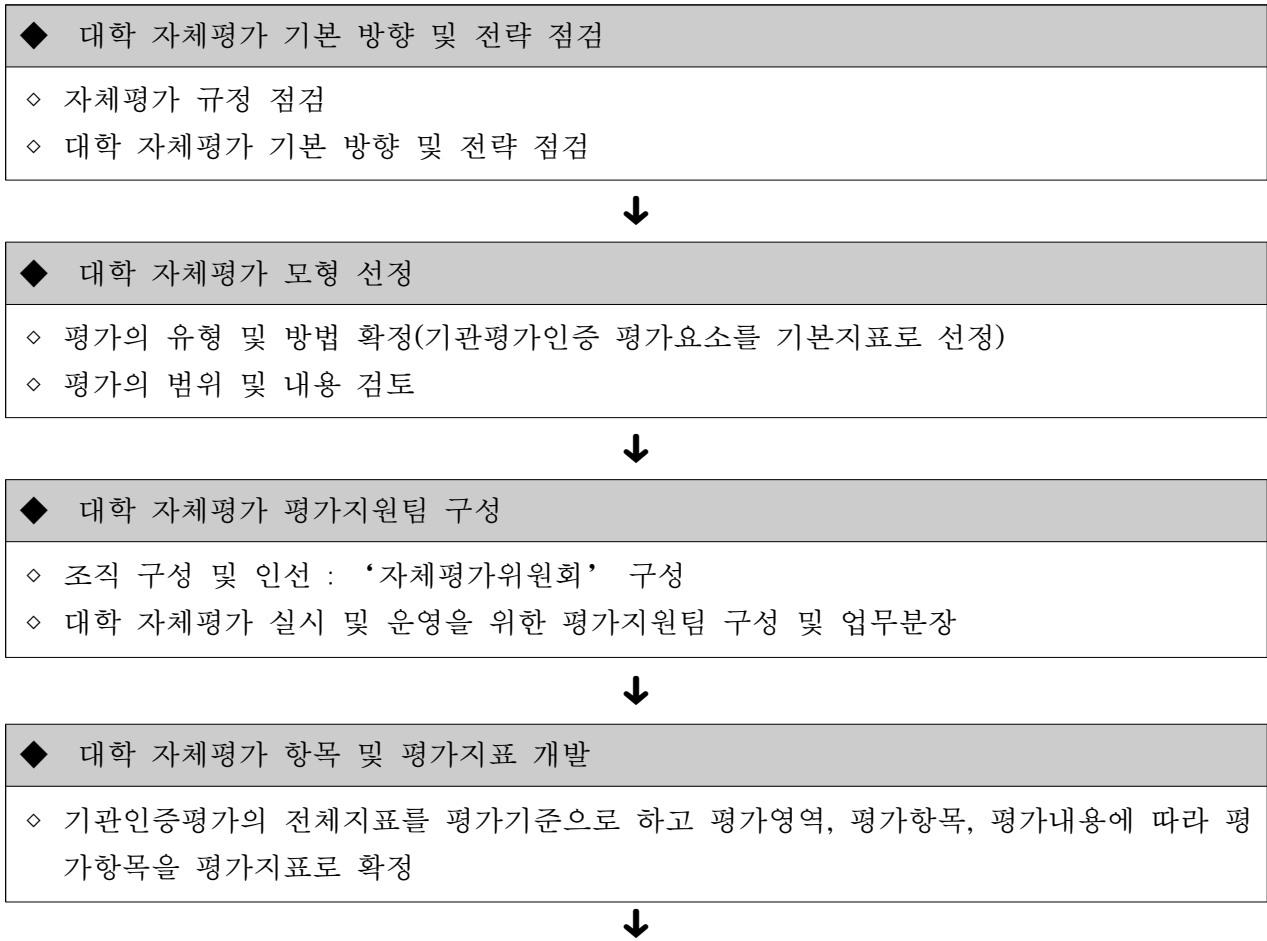 ◆ 대학 자체평가 기본 방향 및 전략 점검
◇ 자체평가 규정 점검
◇ 대학 자체평가 기본 방향 및 전략 점검
↓
◆ 대학 자체평가 모형 선정
◇ 평가의 유형 및 방법 확정(기관평가인증 평가요소를 기본지표로 선정)
◇ 평가의 범위 및 내용 검토
↓
◆ 대학 자체평가 평가지원팀 구성
◇ 조직 구성 및 인선 : ‘자체평가위원회’ 구성
◇ 대학 자체평가 실시 및 운영을 위한 평가지원팀 구성 및 업무분장
↓
◆ 대학 자체평가 항목 및 평가지표 개발
◇ 기관인증평가의 전체지표를 평가기준으로 하고 평가영역, 평가항목, 평가내용에 따라 평
가항목을 평가지표로 확정
↓